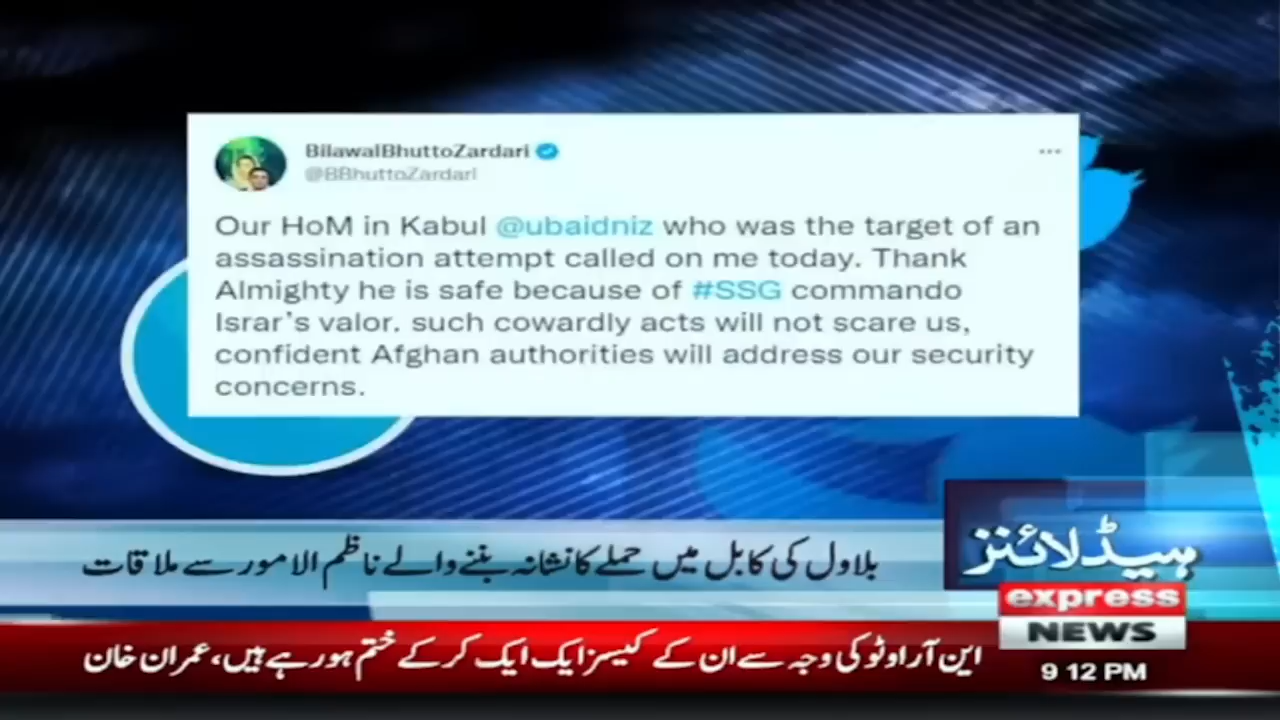 BilawalBhuttoZardari
@BBhuttoZardari
Our HoM in Kabul @ubaidniz who was the target of an
assassination attempt called on me today. Thank
Almighty he is safe because of #SSG commando
Israr's valor. such cowardly acts will not scare us,
confident Afghan authorities will address our security
concerns.
ہیڈلائنز
بلاول کی کابل میں حملے کا نشانہ بننے والے ناظم الامور سے ملاقات
express
NEWS
این آر او ٹو کی وجہ سے ان کے کیسز ایک ایک کر کے ختم ہو رہے ہیں، عمران خان
9 12 PM